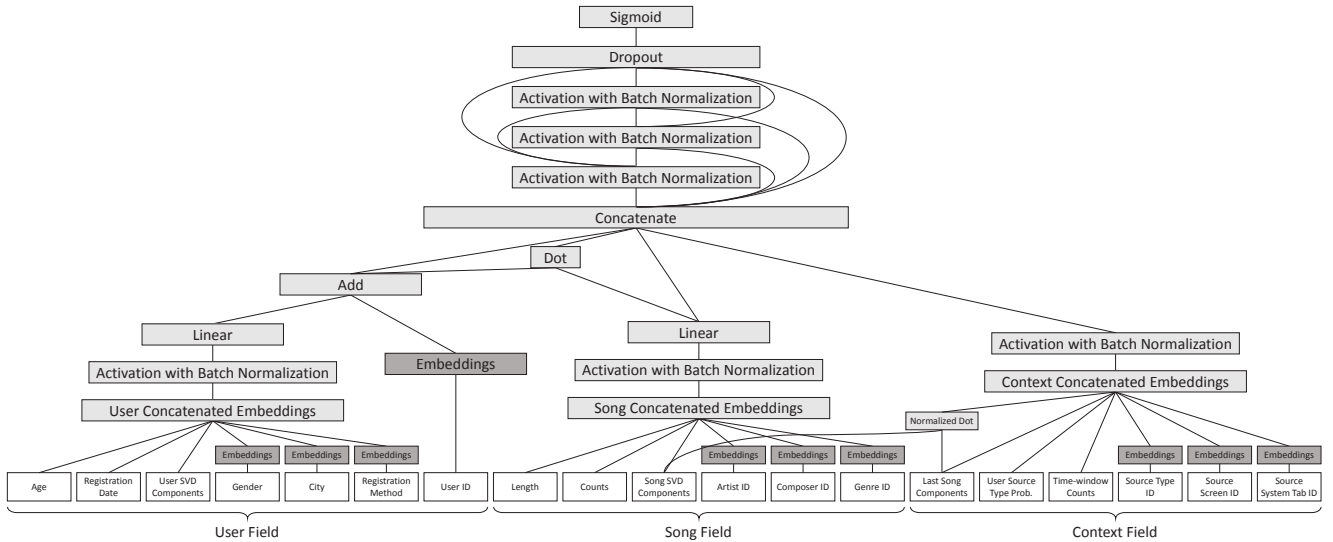 Sigmoid
Dropout
Activation with Batch Normalization
Activation with Batch Normalization
Activation with Batch Normalization
Concatenate
Dot
Add
Linear
Linear
Activation with Batch Normalization
Embeddings
Activation with Batch Normalization
Activation with Batch Normalization
Context Concatenated Embeddings
User Concatenated Embeddings
Song Concatenated Embeddings
Normalized Dot
Embeddings
Embeddings
Embeddings
Embeddings
Embeddings
Embeddings
Embeddings
Embeddings
Embeddings
Age
Registration
Date
User SVD
Components
Gender
City
Registration
Method
User ID
Length
Counts
Song SVD
Components
Artist ID
Composer ID
Genre ID
Last Song
Components
User Source
Type Prob.
Time-window
Counts
Source Type
ID
Source
Screen ID
Source
System Tab ID
User Field
Song Field
Context Field